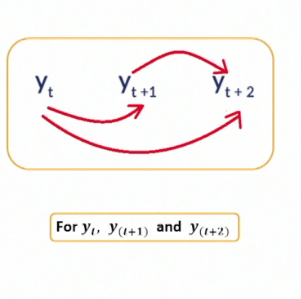 yₜ yₜ₊₁ yₜ₊₂
For yₜ, y₍ₜ₊₁₎ and y₍ₜ₊₂₎